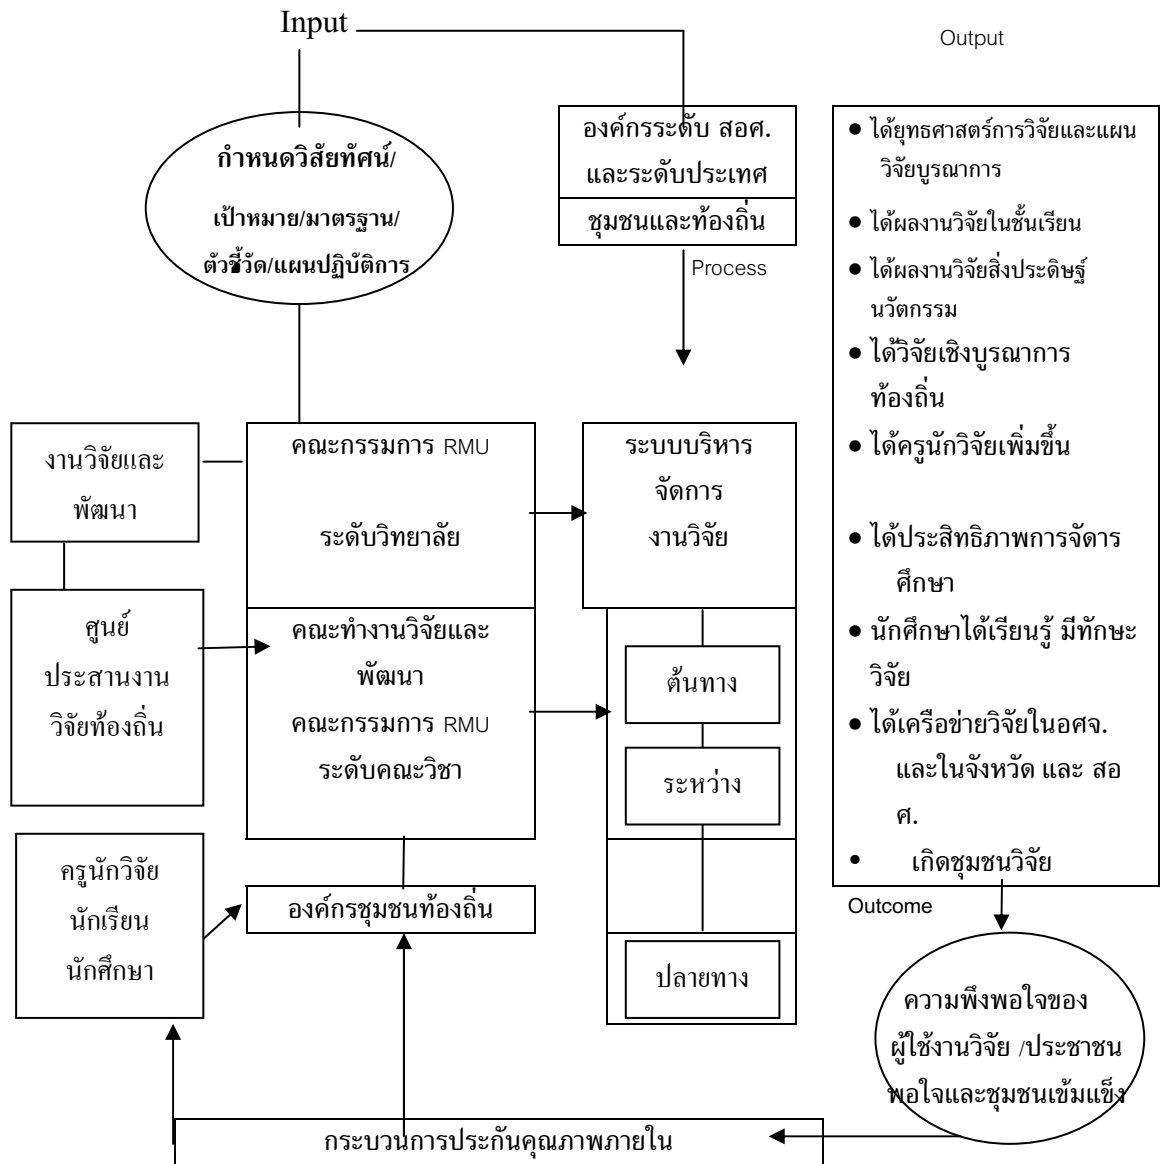 Input
Output
กำหนดวิสัยทัศน์/
เป้าหมาย/มาตรฐาน/
ตัวชี้วัด/แผนปฏิบัติการ
องค์กรระดับ สอศ.
และระดับประเทศ
ชุมชนและท้องถิ่น
Process
งานวิจัยและ
พัฒนา
ศูนย์
ประสานงาน
วิจัยท้องถิ่น
ครูนักวิจัย
นักเรียน
นักศึกษา
คณะกรรมการ RMU
ระดับวิทยาลัย
คณะทำงานวิจัยและ
พัฒนา
คณะกรรมการ RMU
ระดับคณะวิชา
องค์กรชุมชนท้องถิ่น
ระบบบริหาร
จัดการ
งานวิจัย
ต้นทาง
ระหว่าง
ปลายทาง
• ได้ยุทธศาสตร์การวิจัยและแผน
วิจัยบูรณาการ
• ได้ผลงานวิจัยในชั้นเรียน
• ได้ผลงานวิจัยสิ่งประดิษฐ์
นวัตกรรม
• ได้วิจัยเชิงบูรณาการ
ท้องถิ่น
• ได้ครูนักวิจัยเพิ่มขึ้น
• ได้ประสิทธิภาพการจัดาร
ศึกษา
• นักศึกษาได้เรียนรู้ มีทักษะ
วิจัย
• ได้เครือข่ายวิจัยในอศจ.
และในจังหวัด และ สอ
ศ.
• เกิดชุมชนวิจัย
Outcome
ความพึงพอใจของ
ผู้ใช้งานวิจัย /ประชาชน
พอใจและชุมชนเข้มแข็ง
กระบวนการประกันคุณภาพภายใน